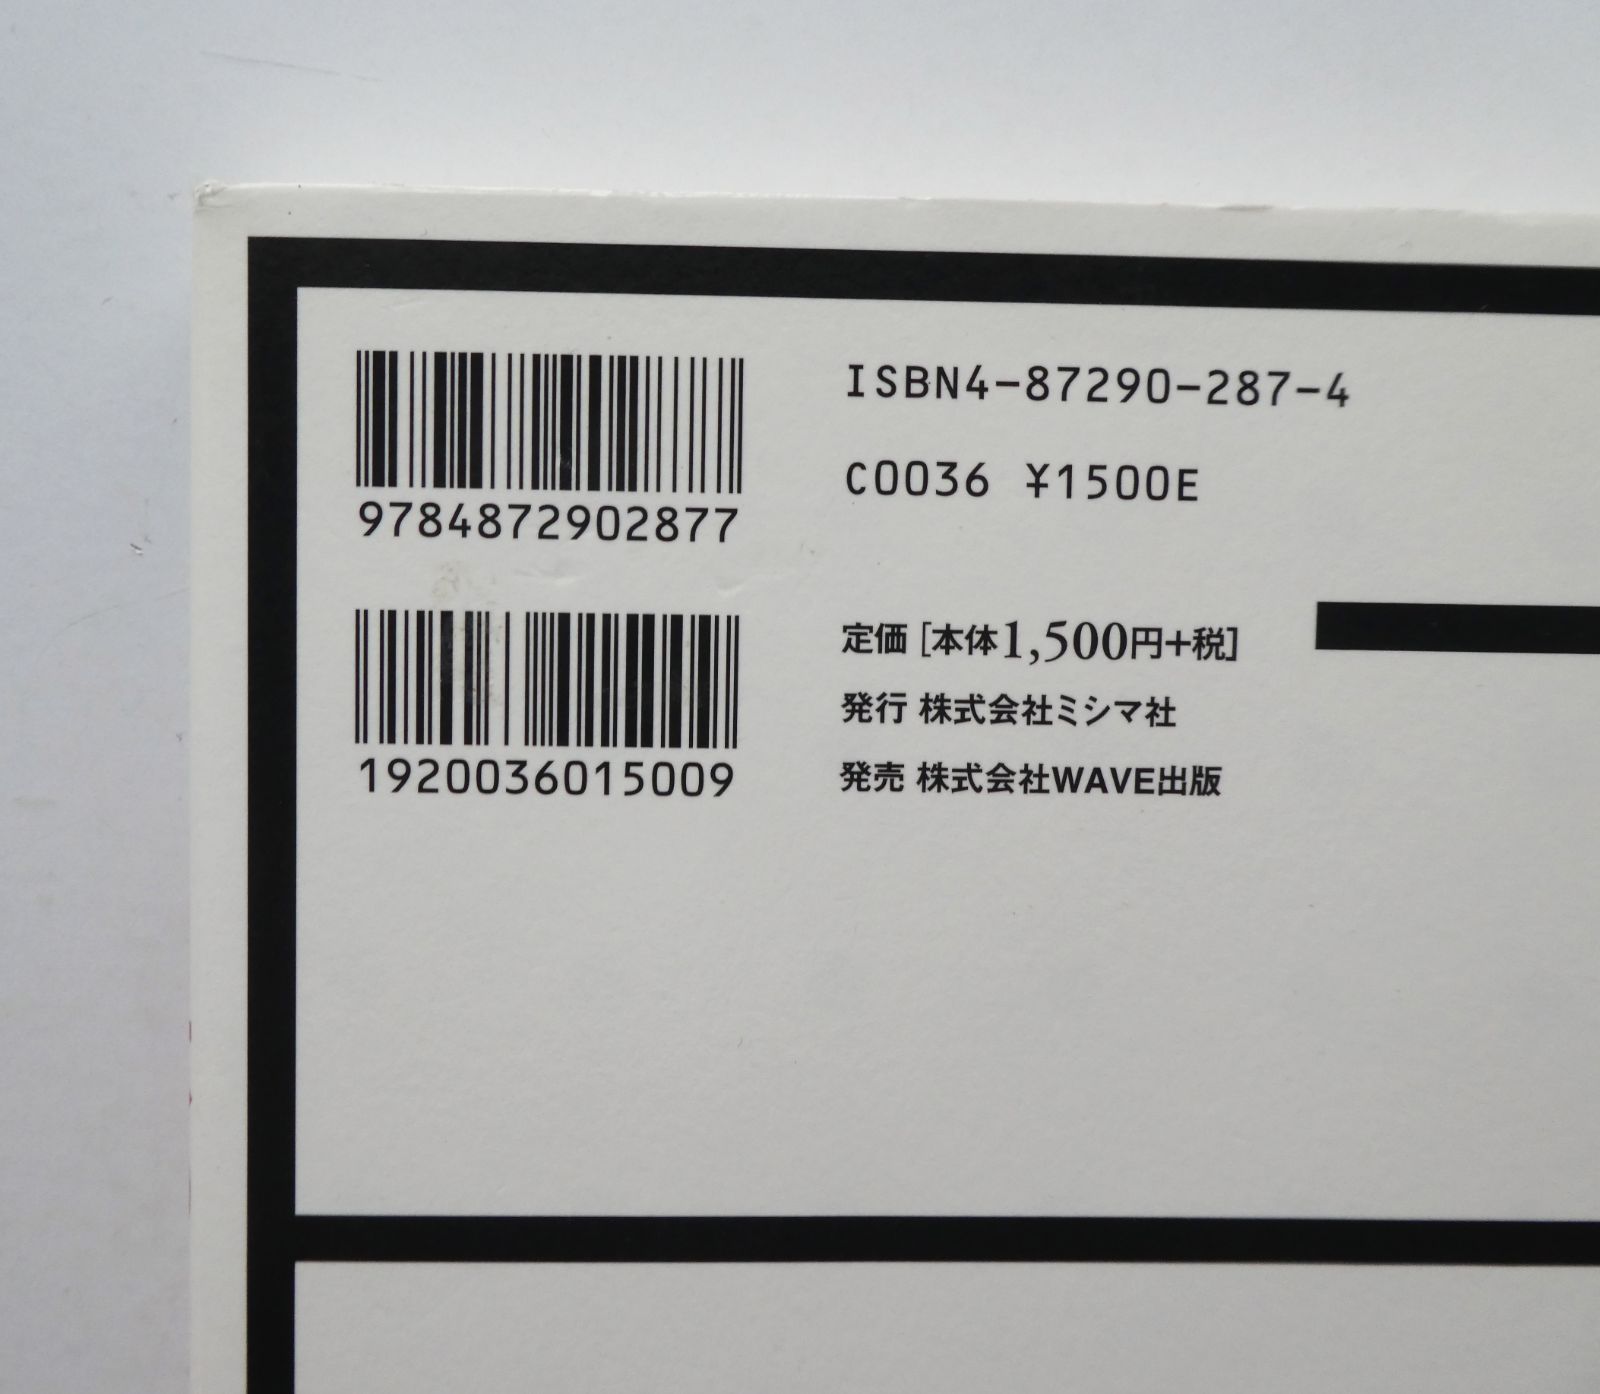 ISBN4-87290-287-4
C0036 ¥1500E
9784872902877
定価［本体1,500円+税］
発行 株式会社ミシマ社
発売 株式会社WAVE出版
1920036015009